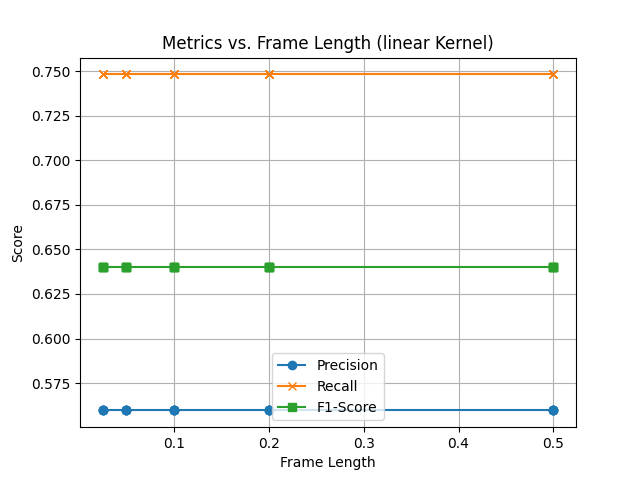 Metrics vs. Frame Length (linear Kernel)
0.750
0.725
0.700
0.675
0.650
0.625
0.600
0.575
Score
Precision
Recall
F1-Score
0.1 0.2 0.3 0.4 0.5
Frame Length